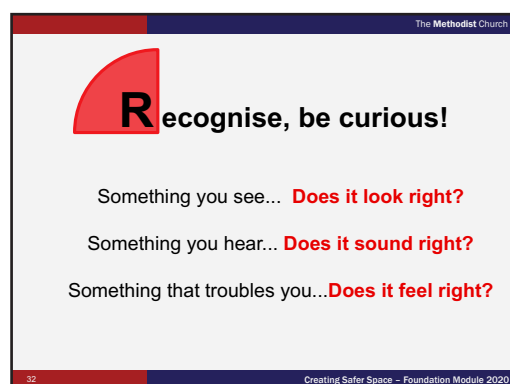 The Methodist Church
Recognise, be curious!
Something you see... Does it look right?
Something you hear... Does it sound right?
Something that troubles you...Does it feel right?
32
Creating Safer Space – Foundation Module 2020